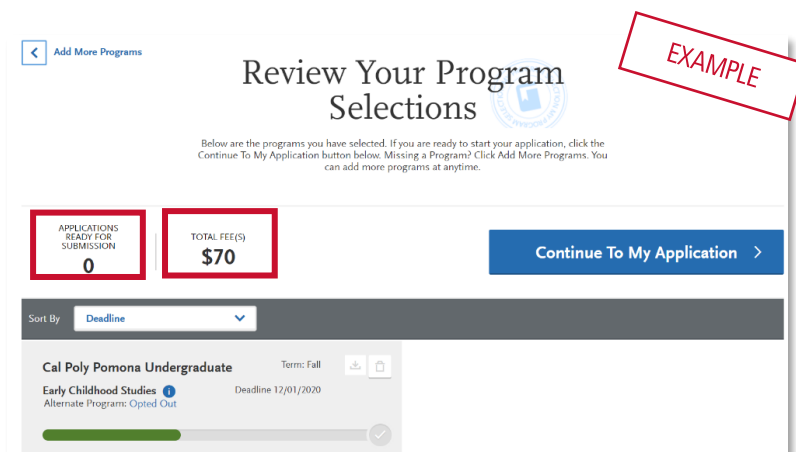 Add More Programs
EXAMPLE
Review Your Program
Selections
Below are the programs you have selected. If you are ready to start your application, click the
Continue To My Application button below. Missing a Program? Click Add More Programs. You
can add more programs at anytime.
APPLICATIONS
READY FOR
SUBMISSION
0
TOTAL FEE(S)
$70
Continue To My Application
Sort By Deadline
Cal Poly Pomona Undergraduate Term: Fall
Early Childhood Studies Deadline 12/01/2020
Alternate Program: Opted Out